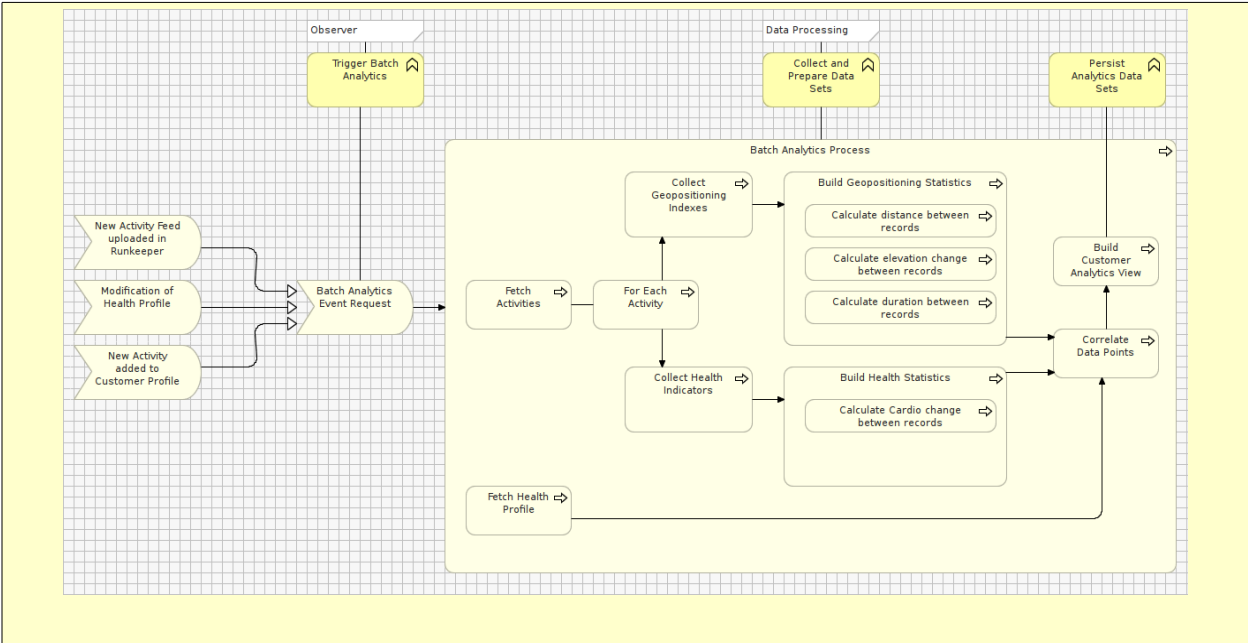 Observer
Data Processing
Trigger Batch
Analytics
Collect and
Prepare Data
Sets
Persist
Analytics Data
Sets
Batch Analytics Process
New Activity Feed
uploaded in
Runkeeper
Modification of
Health Profile
New Activity
added to
Customer Profile
Batch Analytics
Event Request
Fetch
Activities
For Each
Activity
Collect
Geopositioning
Indexes
Build Geopositioning Statistics
Calculate distance between
records
Calculate elevation change
between records
Calculate duration between
records
Collect Health
Indicators
Build Health Statistics
Calculate Cardio change
between records
Build
Customer
Analytics View
Correlate
Data Points
Fetch Health
Profile